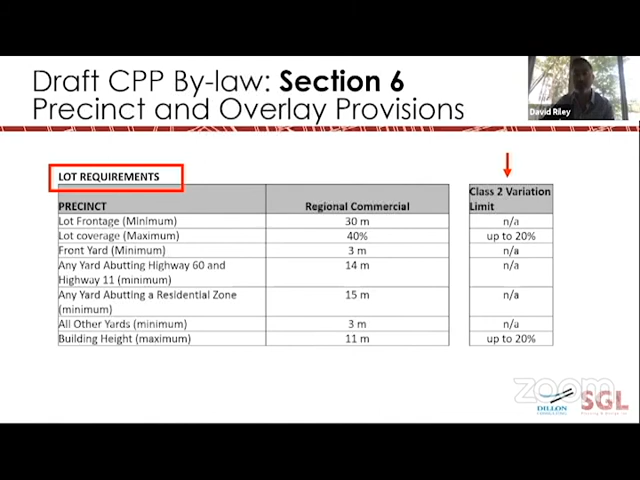 Draft CPP By-law: Section 6
Precinct and Overlay Provisions
David Riley
LOT REQUIREMENTS
PRECINCT Regional Commercial Class 2 Variation Limit
Lot Frontage (Minimum) 30 m n/a
Lot coverage (Maximum) 40% up to 20%
Front Yard (Minimum) 3 m n/a
Any Yard Abutting Highway 60 and Highway 11 (minimum) 14 m n/a
Any Yard Abutting a Residential Zone (minimum) 15 m n/a
All Other Yards (minimum) 3 m n/a
Building Height (maximum) 11 m up to 20%
zoom
DILLON
CONSULTING
SGL